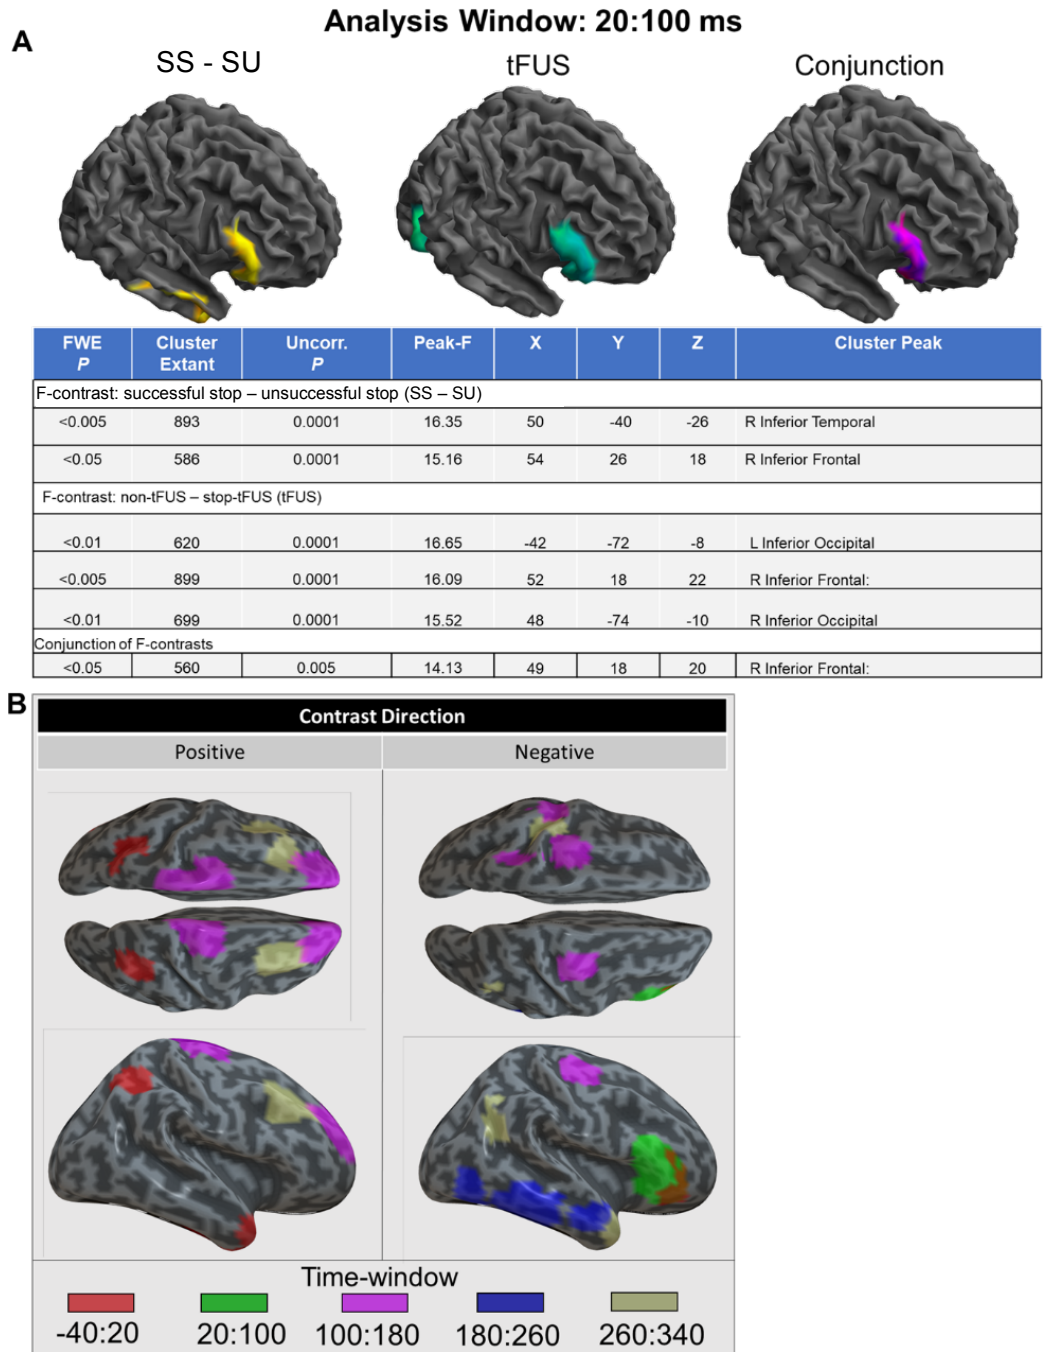 Analysis Window: 20:100 ms
A
SS - SU
tFUS
Conjunction
FWE P Cluster Extant Uncorr. P Peak-F X Y Z Cluster Peak
F-contrast: successful stop – unsuccessful stop (SS – SU)
<0.005 893 0.0001 16.35 50 -40 -26 R Inferior Temporal
<0.05 586 0.0001 15.16 54 26 18 R Inferior Frontal
F-contrast: non-tFUS – stop-tFUS (tFUS)
<0.01 620 0.0001 16.65 -42 -72 -8 L Inferior Occipital
<0.005 899 0.0001 16.09 52 18 22 R Inferior Frontal:
<0.01 699 0.0001 15.52 48 -74 -10 R Inferior Occipital
Conjunction of F-contrasts
<0.05 560 0.005 14.13 49 18 20 R Inferior Frontal:
B
Contrast Direction
Positive Negative
Time-window
-40:20 20:100 100:180 180:260 260:340